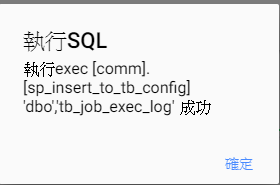 執行SQL
執行exec [comm].
[sp_insert_to_tb_config]
'dbo','tb_job_exec_log' 成功
確定